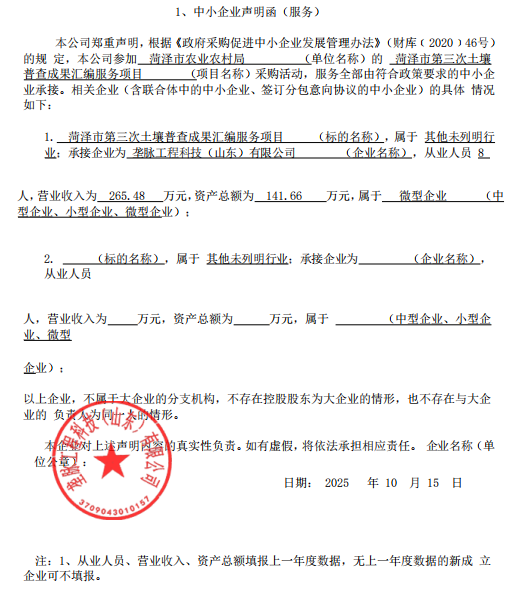 1、中小企业声明函（服务）
本公司郑重声明，根据《政府采购促进中小企业发展管理办法》（财库﹝2020﹞46号）
的规 定，本公司参加 菏泽市农业农村局 （单位名称）的 菏泽市第三次土壤
普查成果汇编服务项目 （项目名称）采购活动，服务全部由符合政策要求的中小企
业承接。相关企业（含联合体中的中小企业、签订分包意向协议的中小企业）的具体 情况
如下：
1. 菏泽市第三次土壤普查成果汇编服务项目 （标的名称），属于 其他未列明行
业；承接企业为 垄脉工程科技（山东）有限公司 （企业名称），从业人员 8
人，营业收入为 265.48 万元，资产总额为 141.66 万元，属于 微型企业 （中
型企业、小型企业、微型企业）；
2. （标的名称），属于 其他未列明行业；承接企业为 （企业名称），
从业人员
人，营业收入为 万元，资产总额为 万元，属于 （中型企业、小型企
业、微型
企业）；
以上企业，不属于大企业的分支机构，不存在控股股东为大企业的情形，也不存在与大企
业的 负责人为同一人的情形。
本企业对上述声明内容的真实性负责。如有虚假，将依法承担相应责任。 企业名称（单
位公章）：
垄脉工程科技（山东）有限公司
3709043010157
日期： 2025 年 10 月 15 日
注：1、从业人员、营业收入、资产总额填报上一年度数据，无上一年度数据的新成 立
企业可不填报。